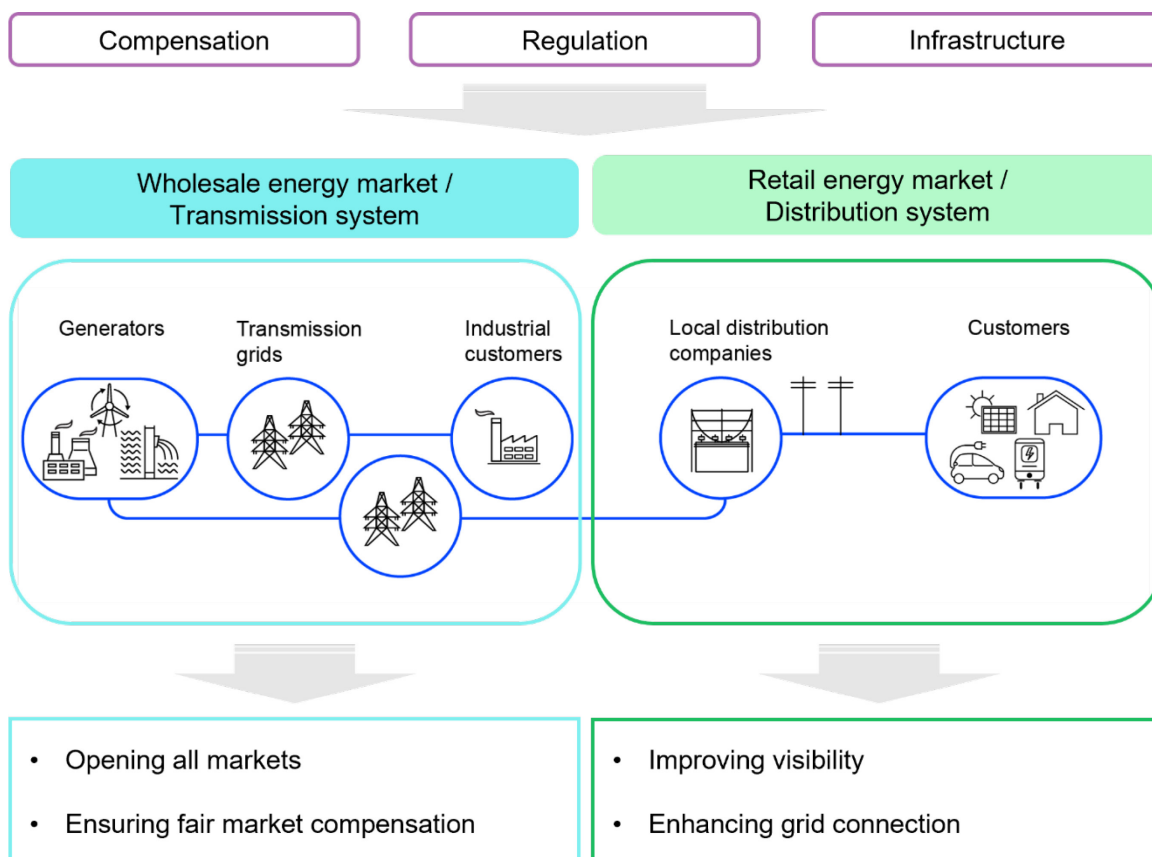 Compensation
Regulation
Infrastructure
Wholesale energy market /
Transmission system
Retail energy market /
Distribution system
Generators
Transmission
grids
Industrial
customers
Local distribution
companies
Customers
• Opening all markets
• Ensuring fair market compensation
• Improving visibility
• Enhancing grid connection